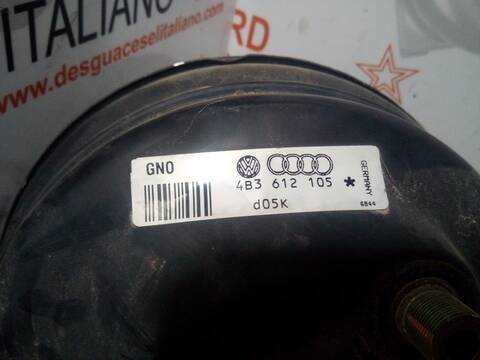 ITALIANO
www.desguaceselitaliano.com
RD
GNO
4B3 612 105 *
GERMANY
d05K
6844